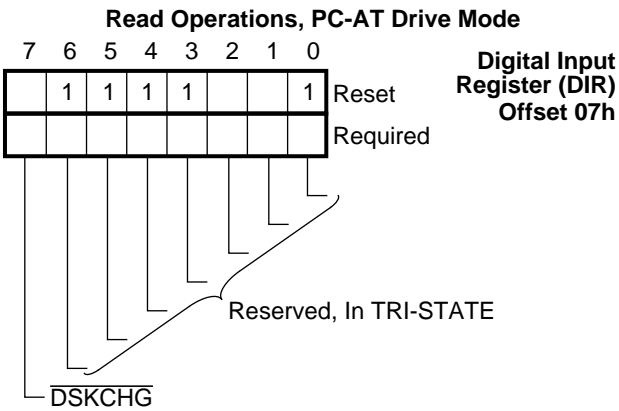 Read Operations, PC-AT Drive Mode
7 6 5 4 3 2 1 0
Digital Input
Register (DIR)
Offset 07h
1 1 1 1 1 Reset
Required
Reserved, In TRI-STATE
DSKCHG